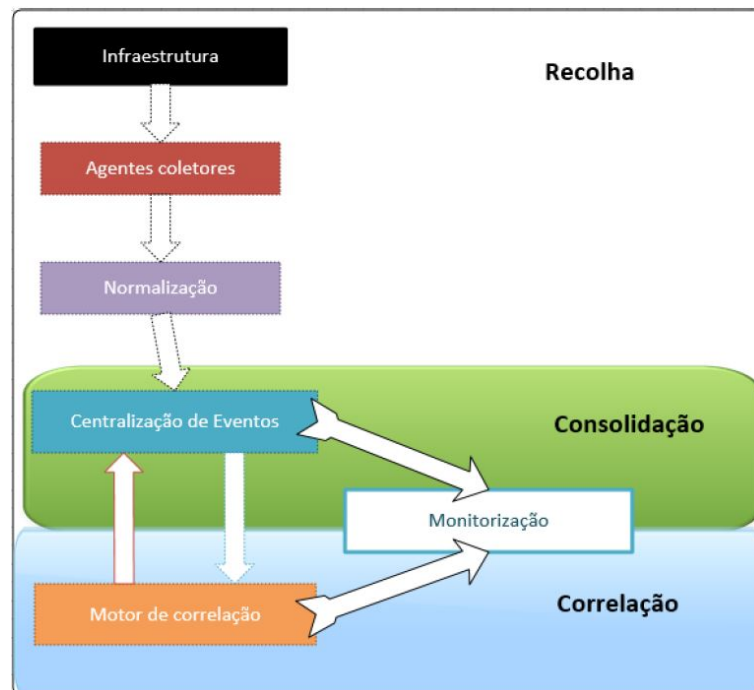 Infraestrutura
Recolha
Agentes coletores
Normalização
Centralização de Eventos
Consolidação
Monitorização
Motor de correlação
Correlação